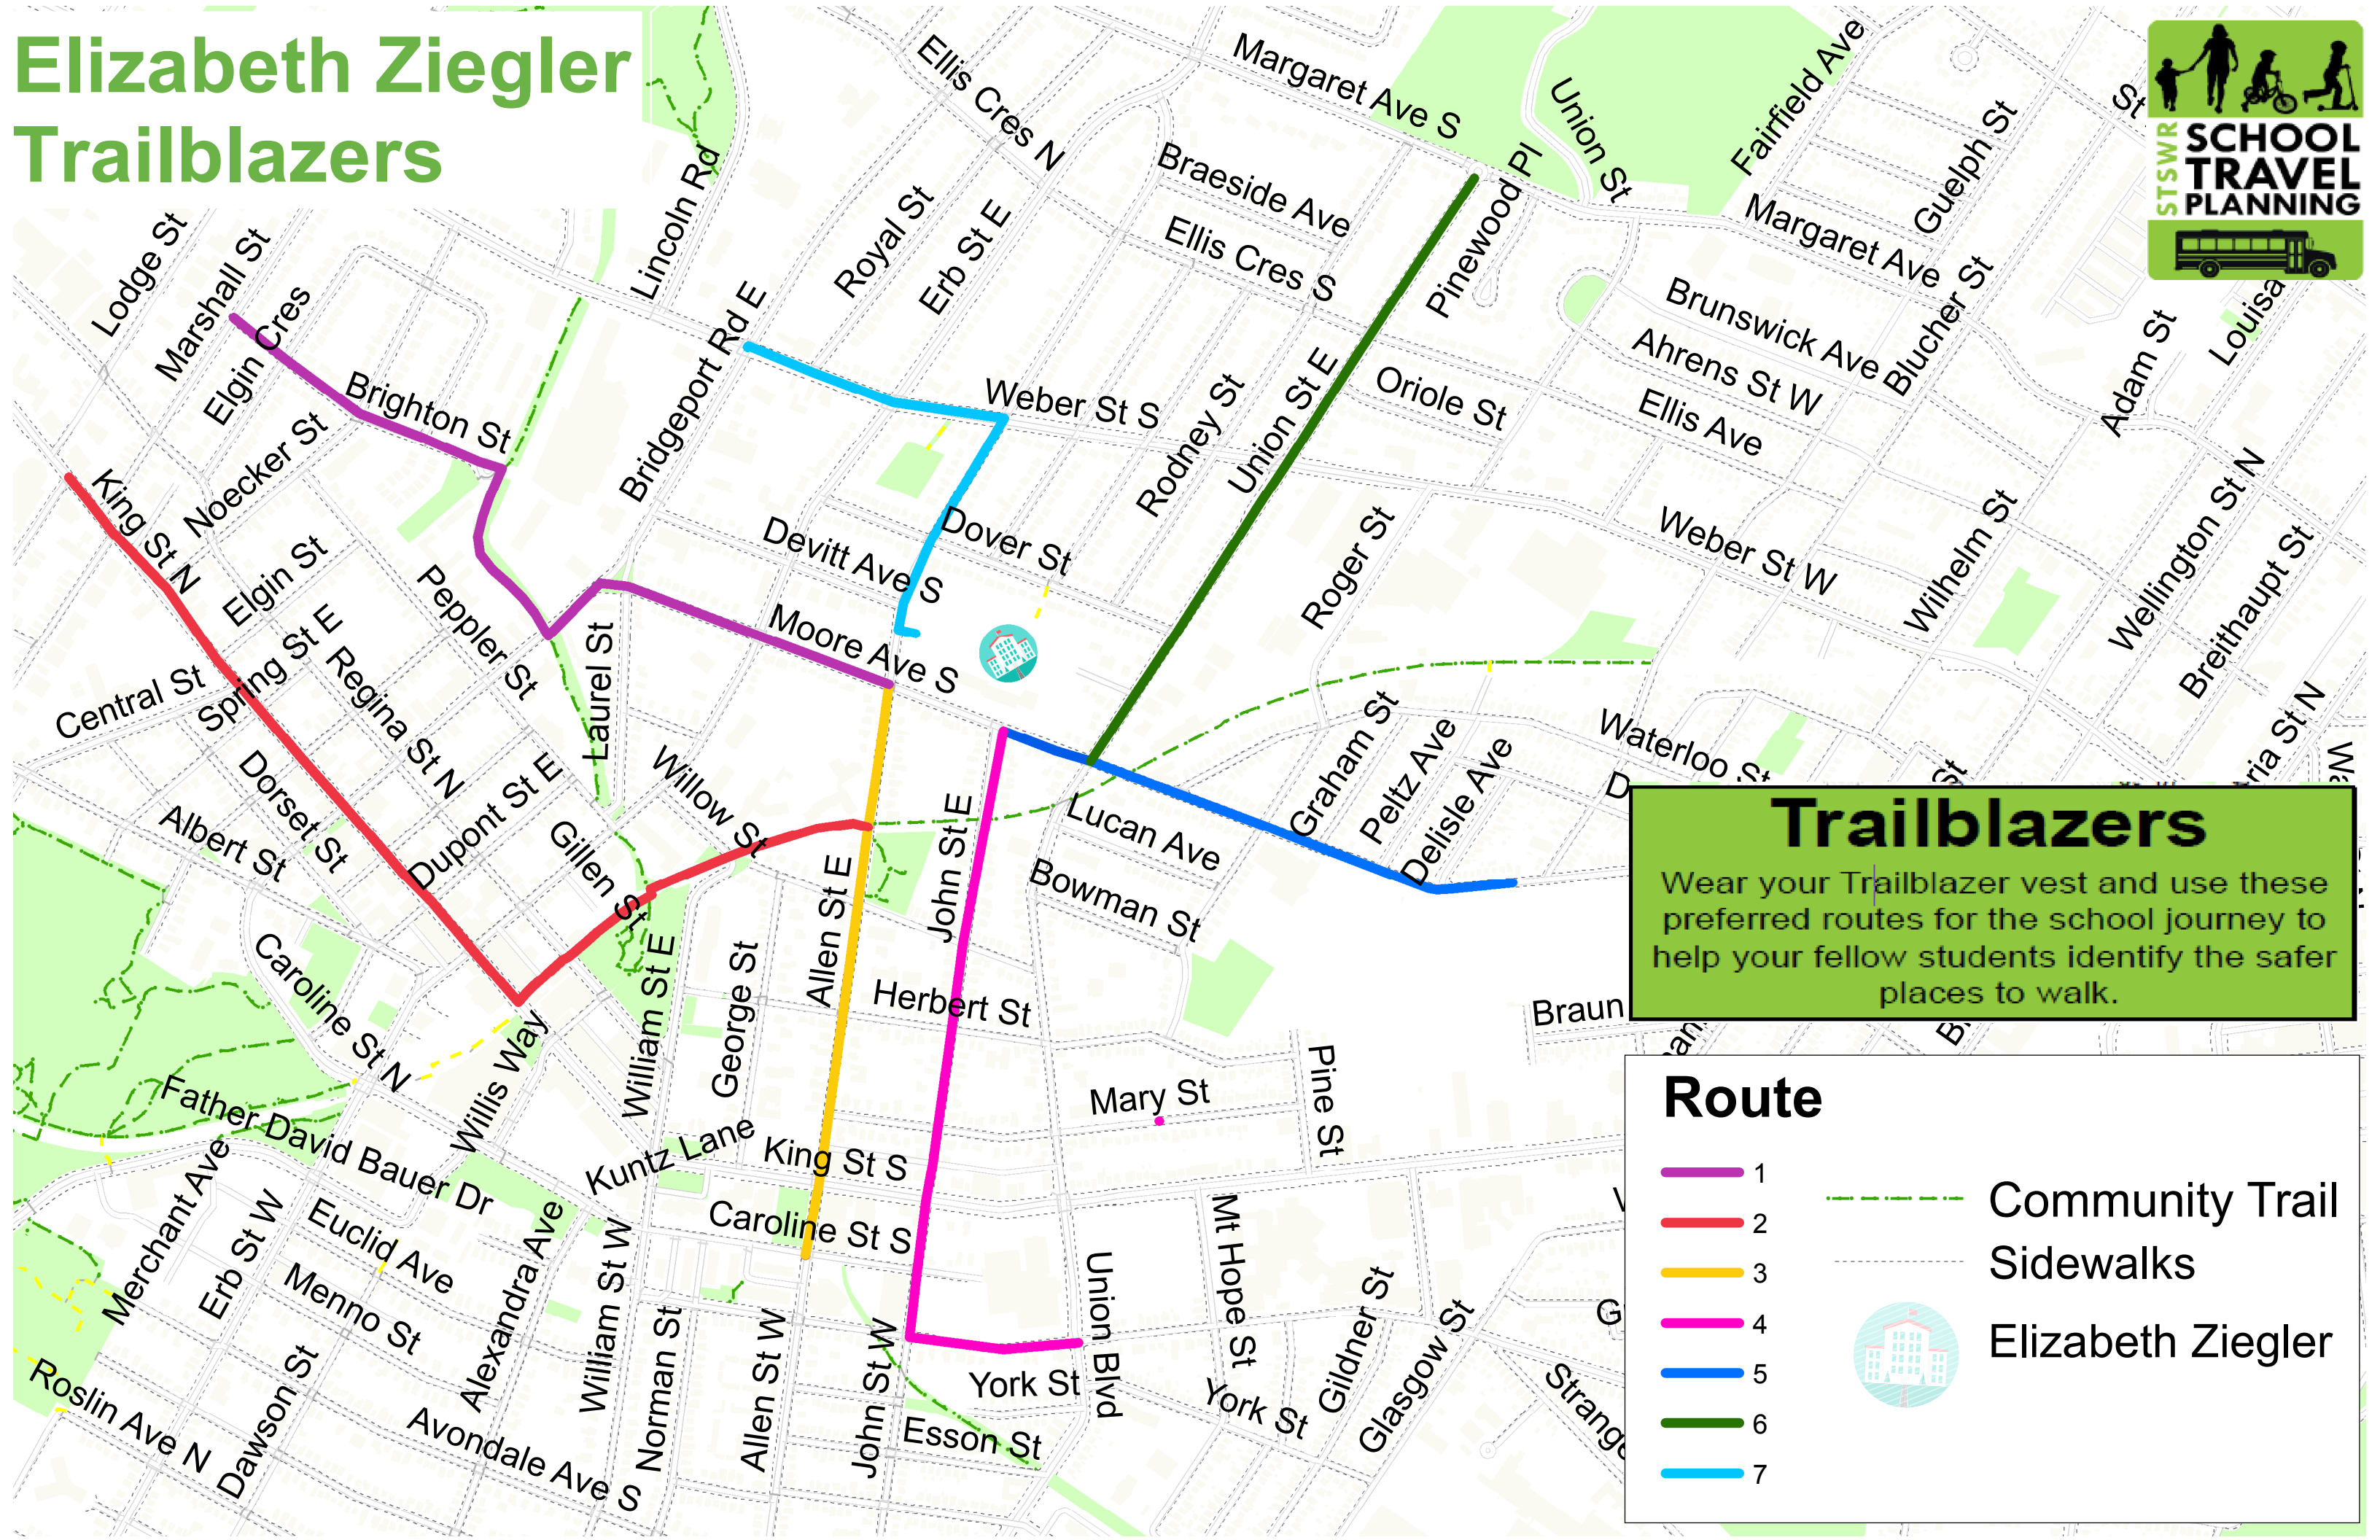 Elizabeth Ziegler
Trailblazers
STSWR
SCHOOL
TRAVEL
PLANNING
Ellis Cres N
Margaret Ave S
Union St
Fairfield Ave
Guelph St
St
Lincoln Rd
Braeside Ave
Pinewood Pl
Margaret Ave
Lodge St
Marshall St
Royal St
Erb St E
Ellis Cres S
Brunswick Ave
Blucher St
Louisa
Elgin Cres
Bridgeport Rd E
Ahrens St W
Adam St
Brighton St
Weber St S
Rodney St
Union St E
Oriole St
Ellis Ave
Noecker St
King St N
Devitt Ave S
Dover St
Roger St
Weber St W
Wilhelm St
Wellington St N
Breithaupt St
Elgin St
Peppler St
Moore Ave S
Central St
Spring St E
Regina St N
Laurel St
Willow St
Graham St
Peltz Ave
Delisle Ave
Waterloo St
St
ria St N
Wa
D
Dorset St
Albert St
Dupont St E
Gillen St
Allen St E
John St E
Lucan Ave
Bowman St
Trailblazers
Wear your Trailblazer vest and use these
preferred routes for the school journey to
help your fellow students identify the safer
places to walk.
Caroline St N
William St E
George St
Herbert St
Braun
Willis Way
Mary St
Pine St
Father David Bauer Dr
Kuntz Lane
King St S
Merchant Ave
Erb St W
Euclid Ave
Caroline St S
Menno St
Alexandra Ave
William St W
Norman St
Allen St W
John St W
Union Blvd
Mt Hope St
Gildner St
Glasgow St
G
Roslin Ave N
Dawson St
Avondale Ave S
York St
York St
Esson St
Strange
Route
1
2
3
4
5
6
7
Community Trail
Sidewalks
Elizabeth Ziegler